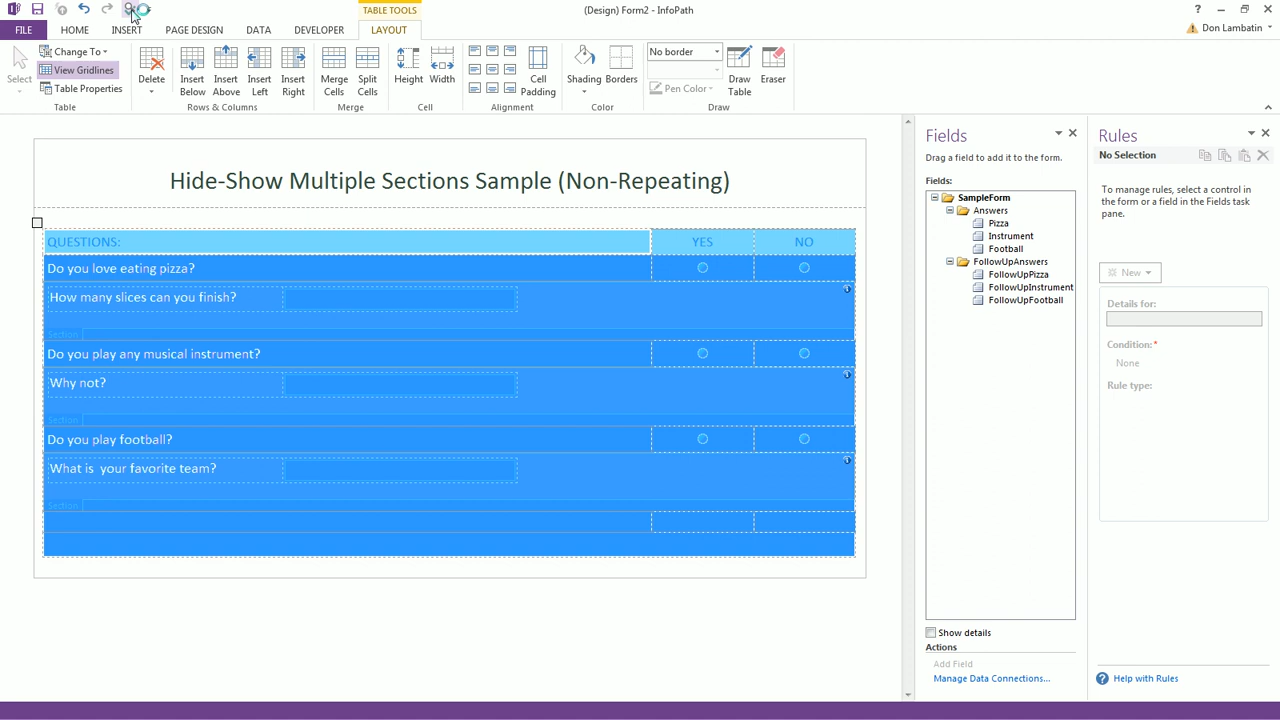 TABLE TOOLS
(Design) Form2 - InfoPath
FILE HOME INSERT PAGE DESIGN DATA DEVELOPER LAYOUT Don Lambatin
Select
Change To
View Gridlines
Table Properties
Table
Delete
Insert Below
Insert Above
Insert Left
Insert Right
Rows & Columns
Merge Cells
Split Cells
Merge
Height
Width
Cell
Cell Padding
Alignment
Shading
Borders
Color
No border
Pen Color
Draw Table
Eraser
Draw
Hide-Show Multiple Sections Sample (Non-Repeating)
QUESTIONS: YES NO
Do you love eating pizza?
How many slices can you finish?
Section
Do you play any musical instrument?
Why not?
Section
Do you play football?
What is your favorite team?
Section
Fields
Drag a field to add it to the form.
Fields:
SampleForm
Answers
Pizza
Instrument
Football
FollowUpAnswers
FollowUpPizza
FollowUpInstrument
FollowUpFootball
Show details
Actions
Add Field
Manage Data Connections...
Rules
No Selection
To manage rules, select a control in the form or a field in the Fields task pane.
New
Details for:
Condition:*
None
Rule type:
Help with Rules